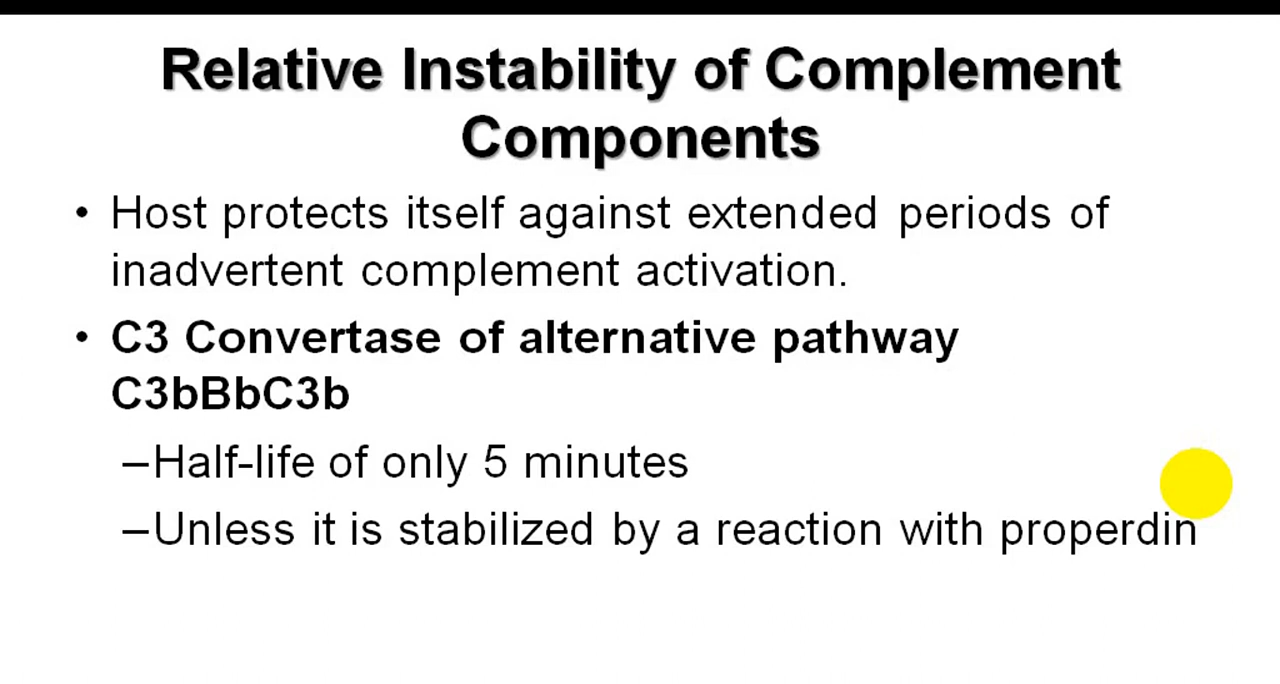 Relative Instability of Complement
Components
• Host protects itself against extended periods of
inadvertent complement activation.
• C3 Convertase of alternative pathway
C3bBbC3b
–Half-life of only 5 minutes
–Unless it is stabilized by a reaction with properdin